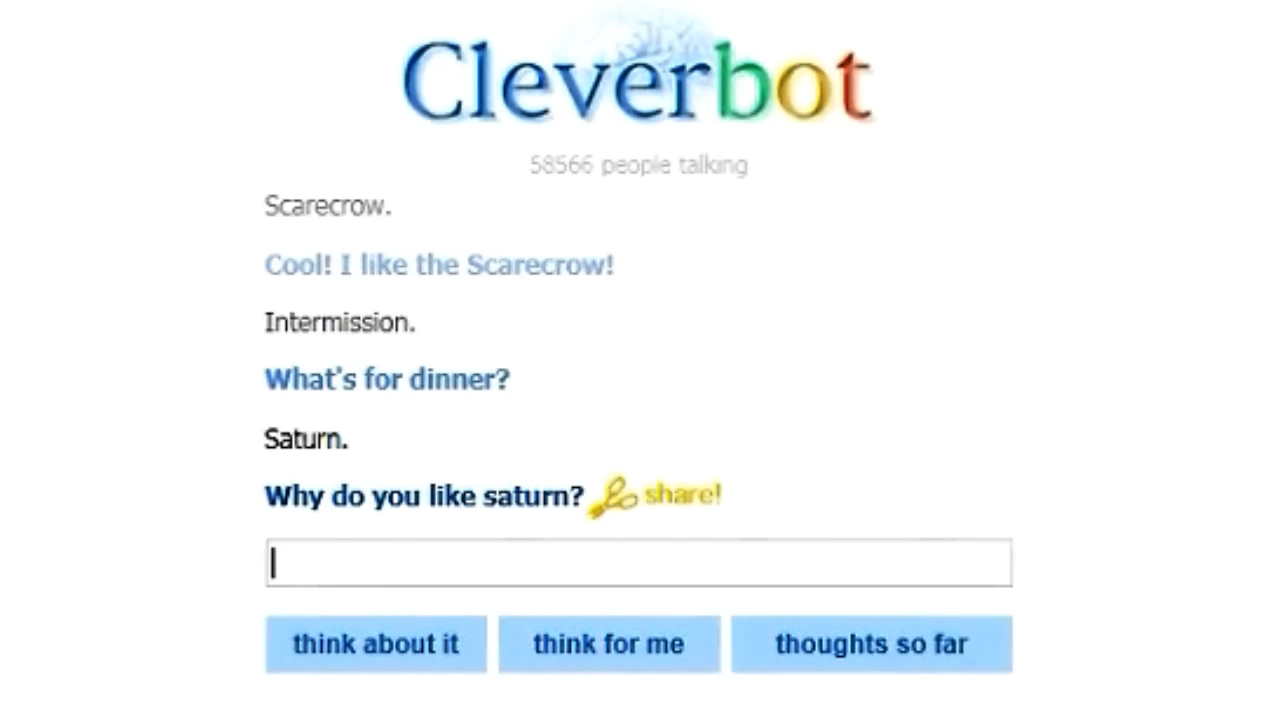 Cleverbot
58566 people talking
Scarecrow.
Cool! I like the Scarecrow!
Intermission.
What's for dinner?
Saturn.
Why do you like saturn? share!
think about it think for me thoughts so far